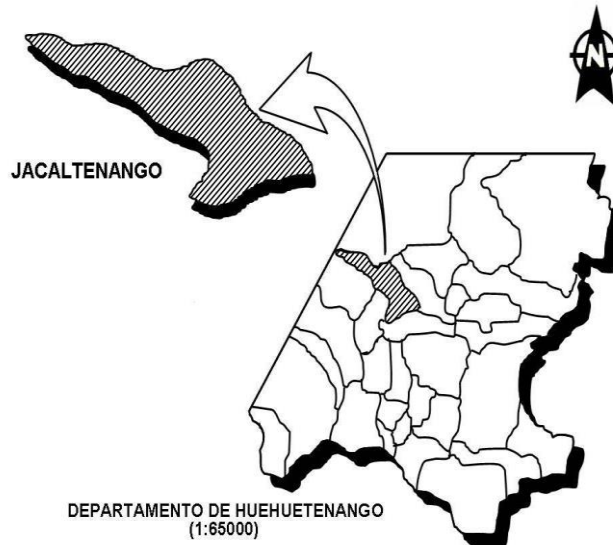 N
JACALTENANGO
DEPARTAMENTO DE HUEHUETENANGO
(1:65000)